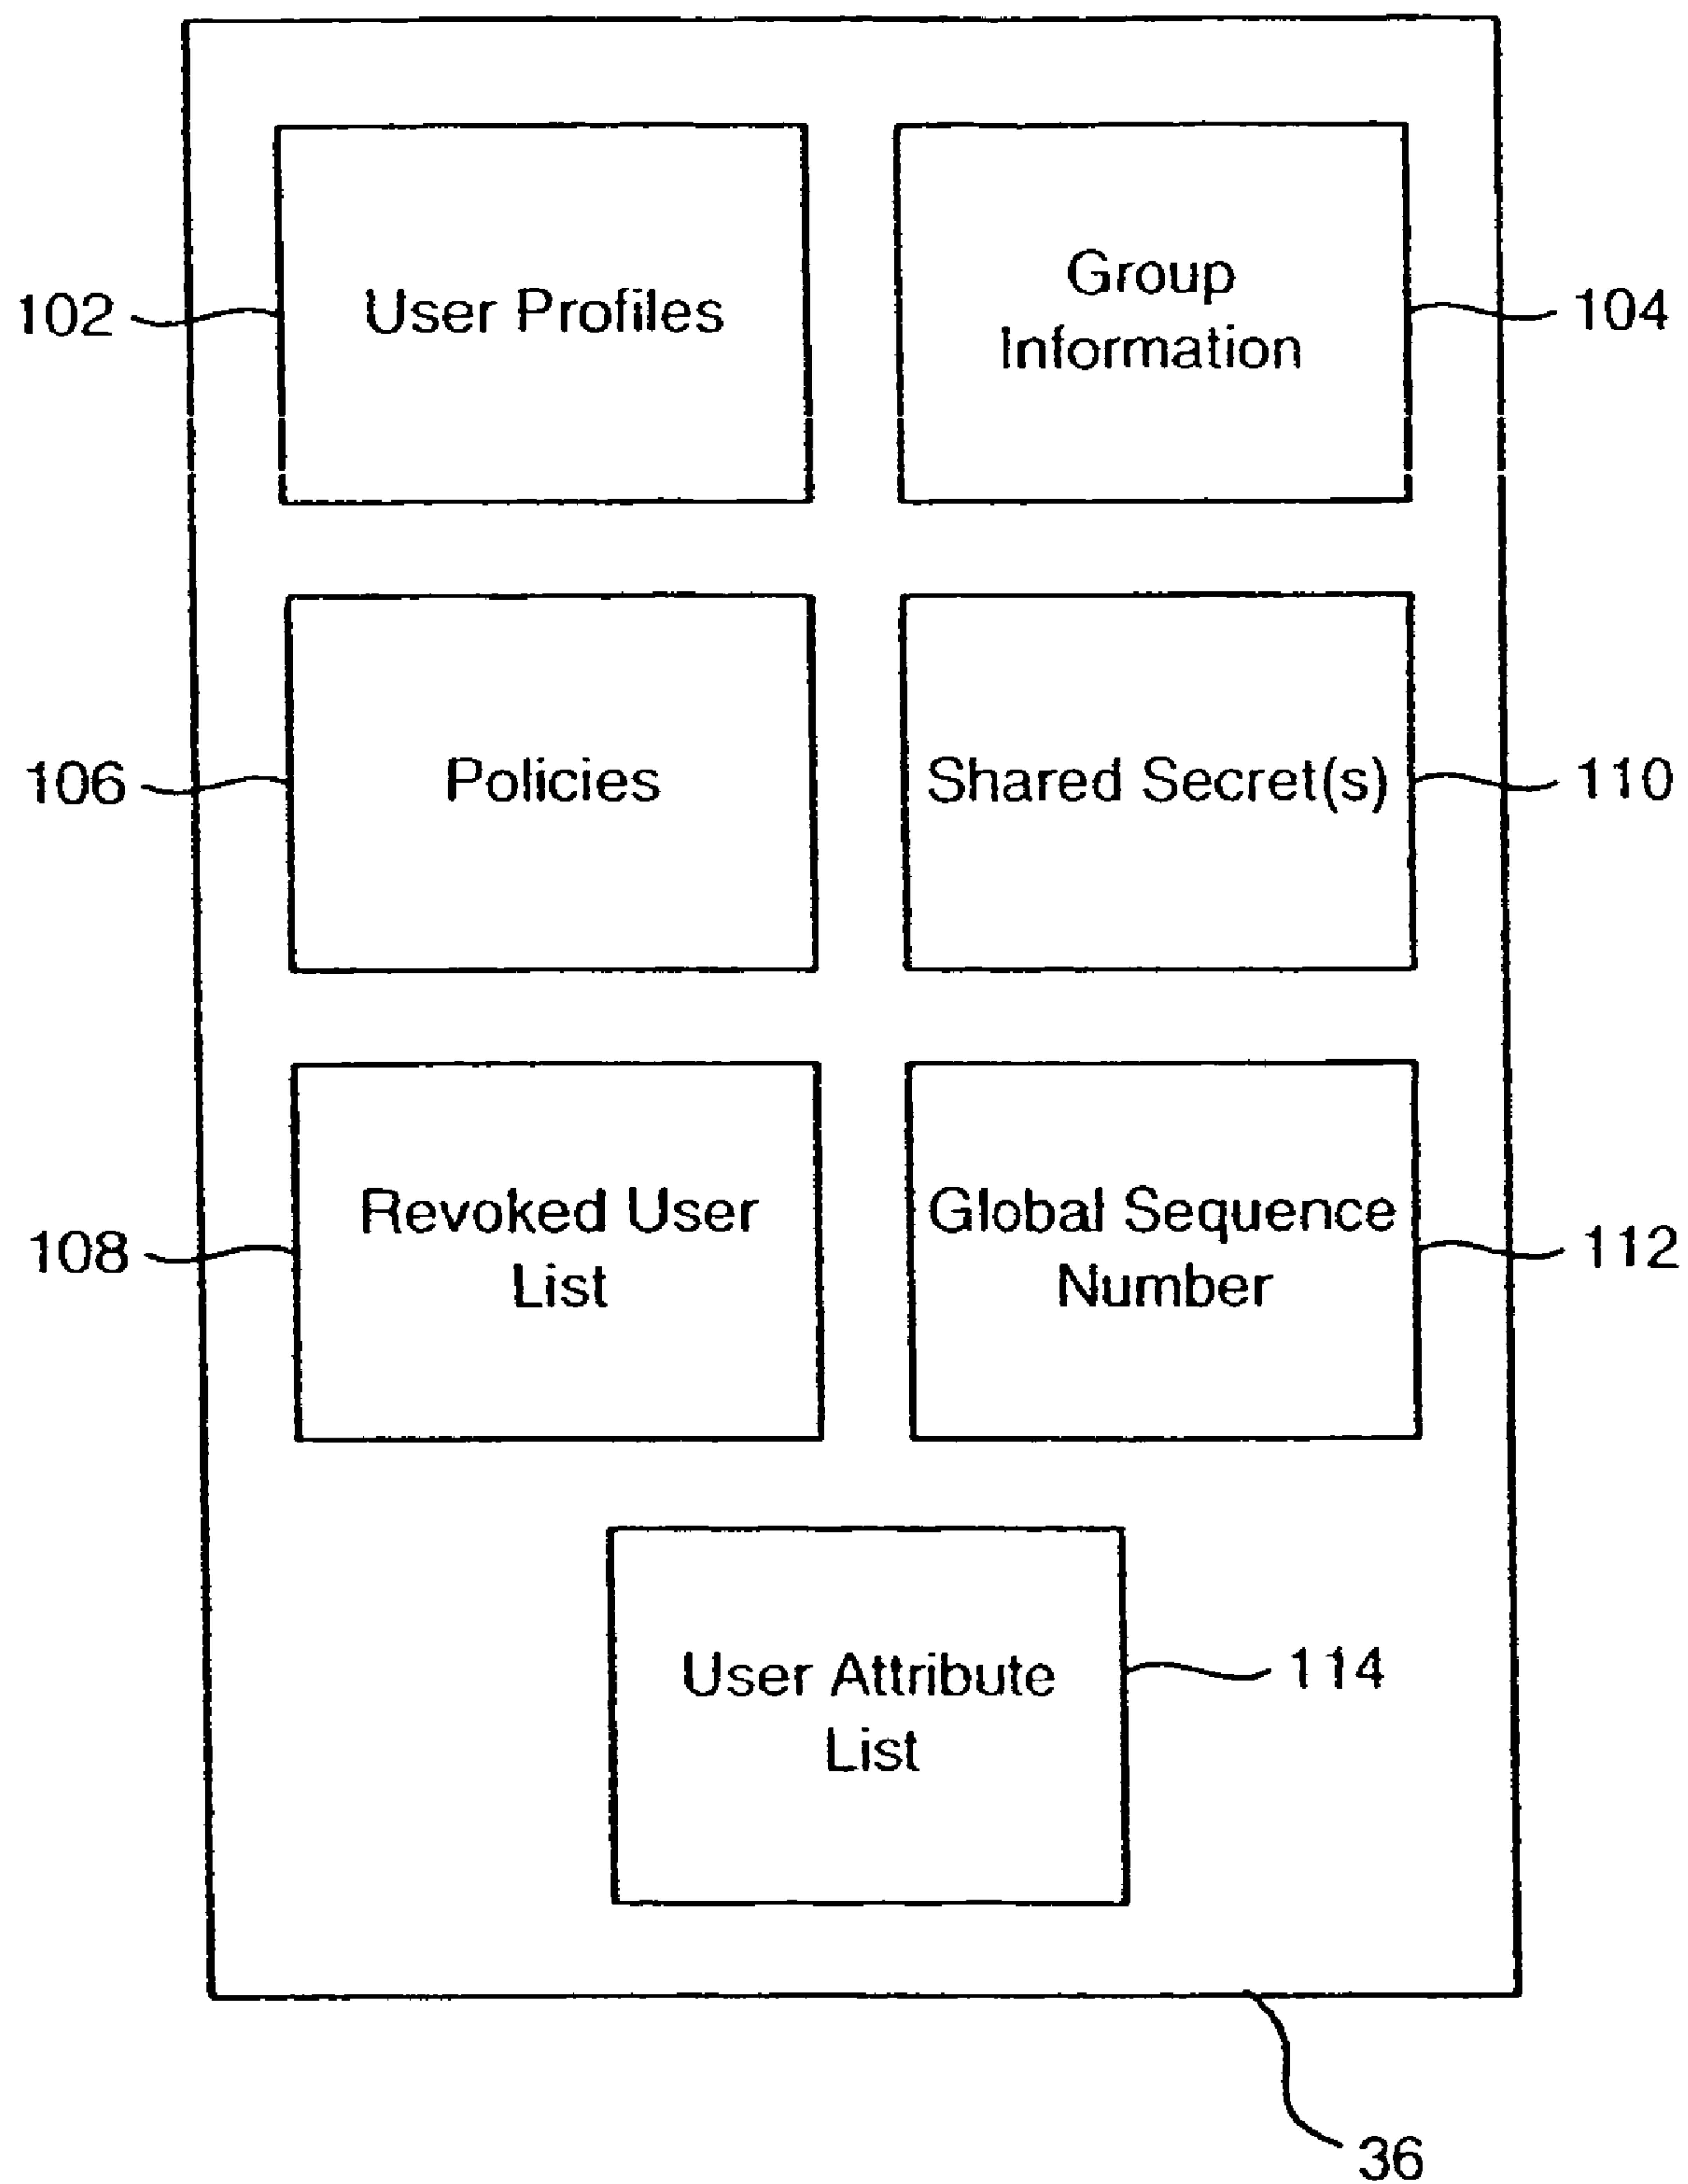 102
User Profiles
Group
Information
104
106
Policies
Shared Secret(s)
110
108
Revoked User
List
Global Sequence
Number
112
User Attribute
List
114
36